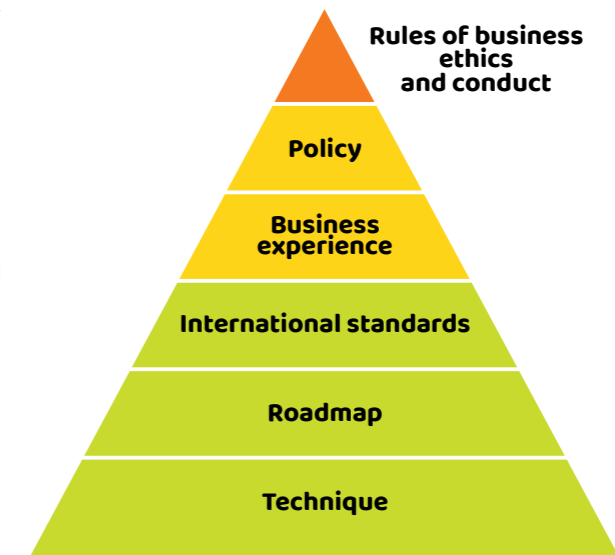 Rules of business
ethics
and conduct
Policy
Business
experience
International standards
Roadmap
Technique